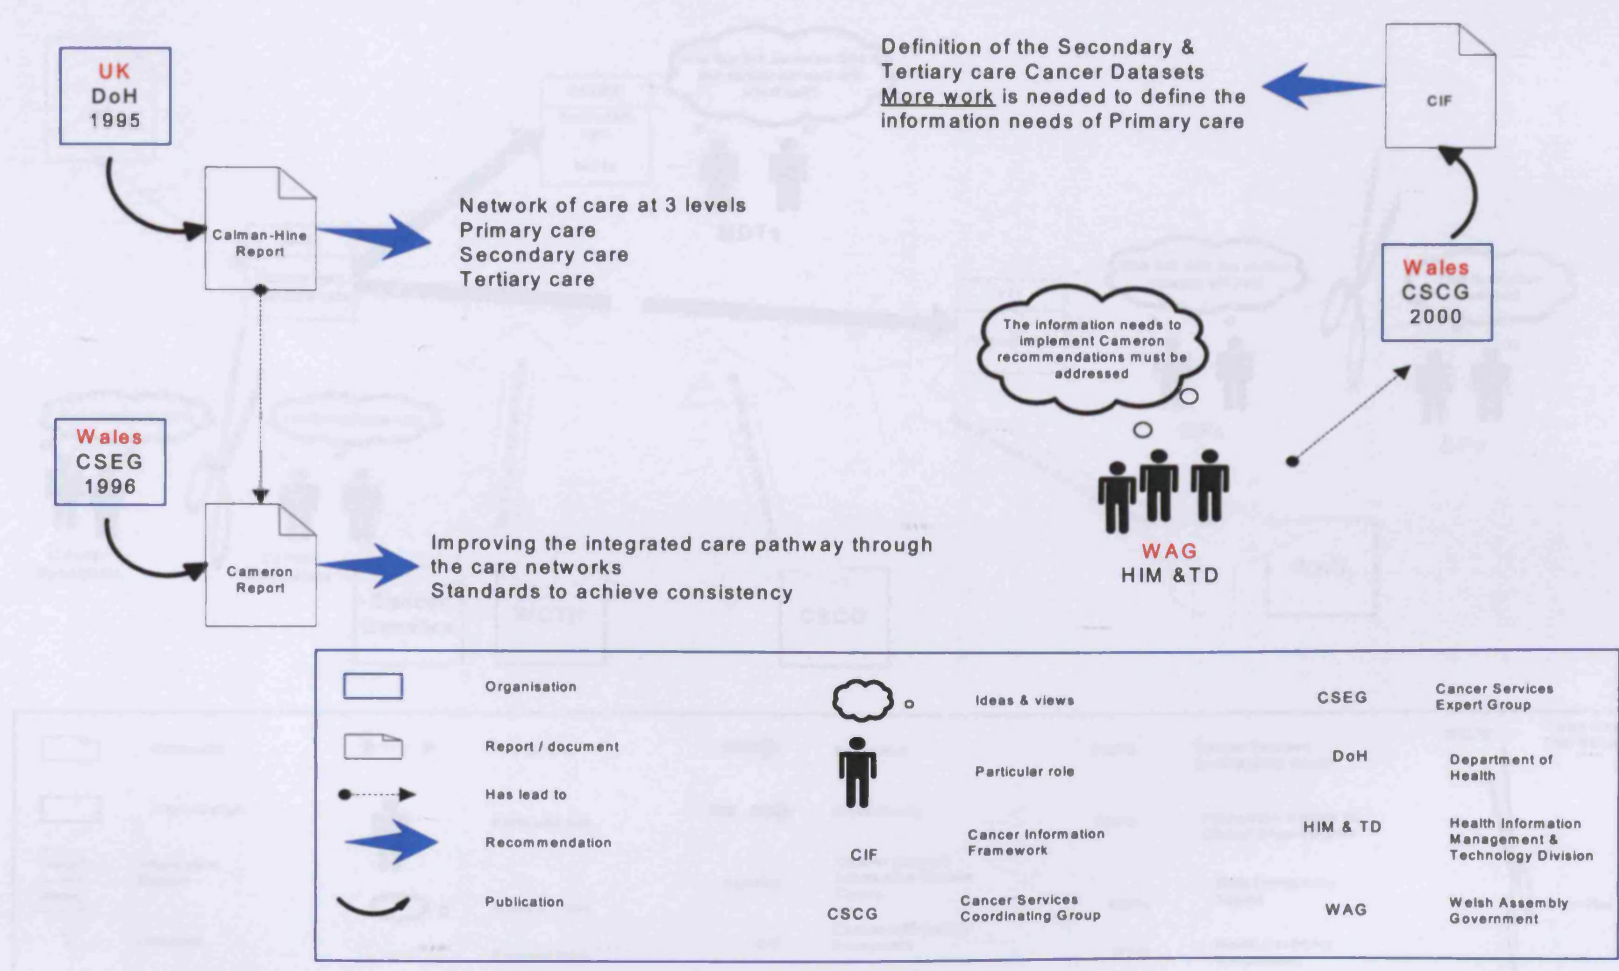 UK
DoH
1995
Calman-Hine
Report
Network of care at 3 levels
Primary care
Secondary care
Tertiary care
Definition of the Secondary &
Tertiary care Cancer Datasets
More work is needed to define the
information needs of Primary care
CIF
Wales
CSCG
2000
The information needs to
implement Cameron
recommendations must be
addressed
WAG
HIM &TD
Wales
CSEG
1996
Cameron
Report
Improving the integrated care pathway through
the care networks
Standards to achieve consistency
Organisation
Report / document
Has lead to
Recommendation
Publication
Ideas & views
Particular role
CIF
Cancer Information
Framework
CSCG
Cancer Services
Coordinating Group
CSEG
Cancer Services
Expert Group
DoH
Department of
Health
HIM & TD
Health Information
Management &
Technology Division
WAG
Welsh Assembly
Government